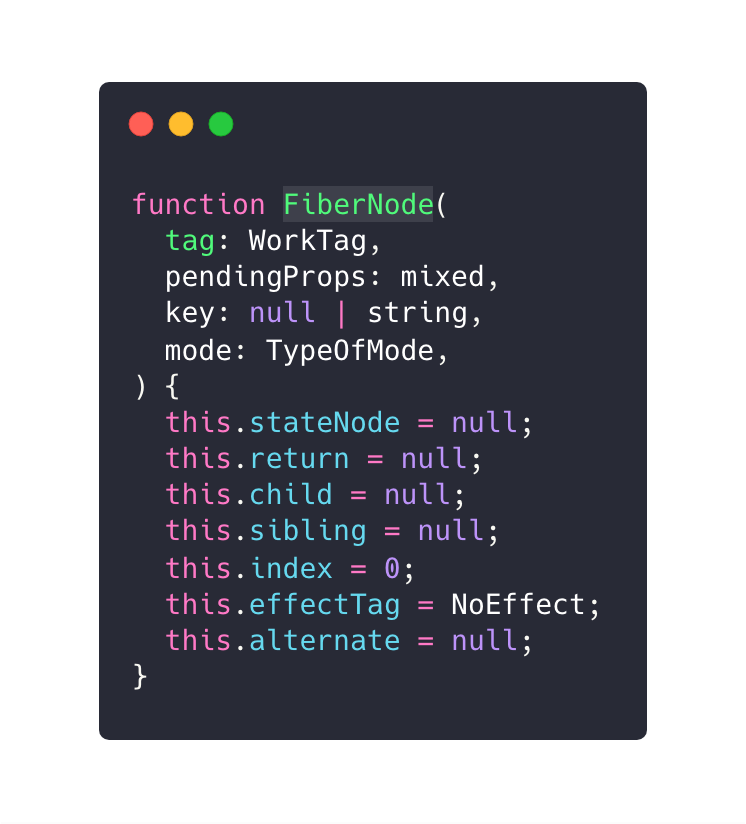 function FiberNode(
  tag: WorkTag,
  pendingProps: mixed,
  key: null | string,
  mode: TypeOfMode,
) {
  this.stateNode = null;
  this.return = null;
  this.child = null;
  this.sibling = null;
  this.index = 0;
  this.effectTag = NoEffect;
  this.alternate = null;
}